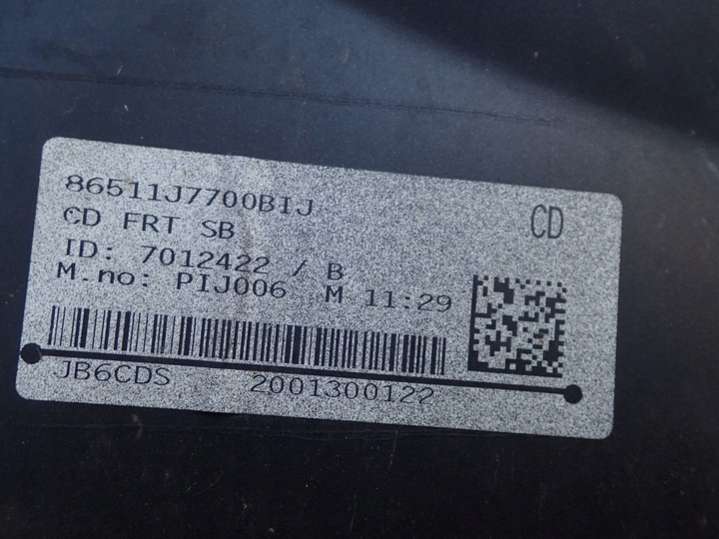 86511J7700BIJ
CD FRT SB
CD
ID: 7012422 / B
M.no: PIJ006 M 11:29
JB6CDS 2001300122